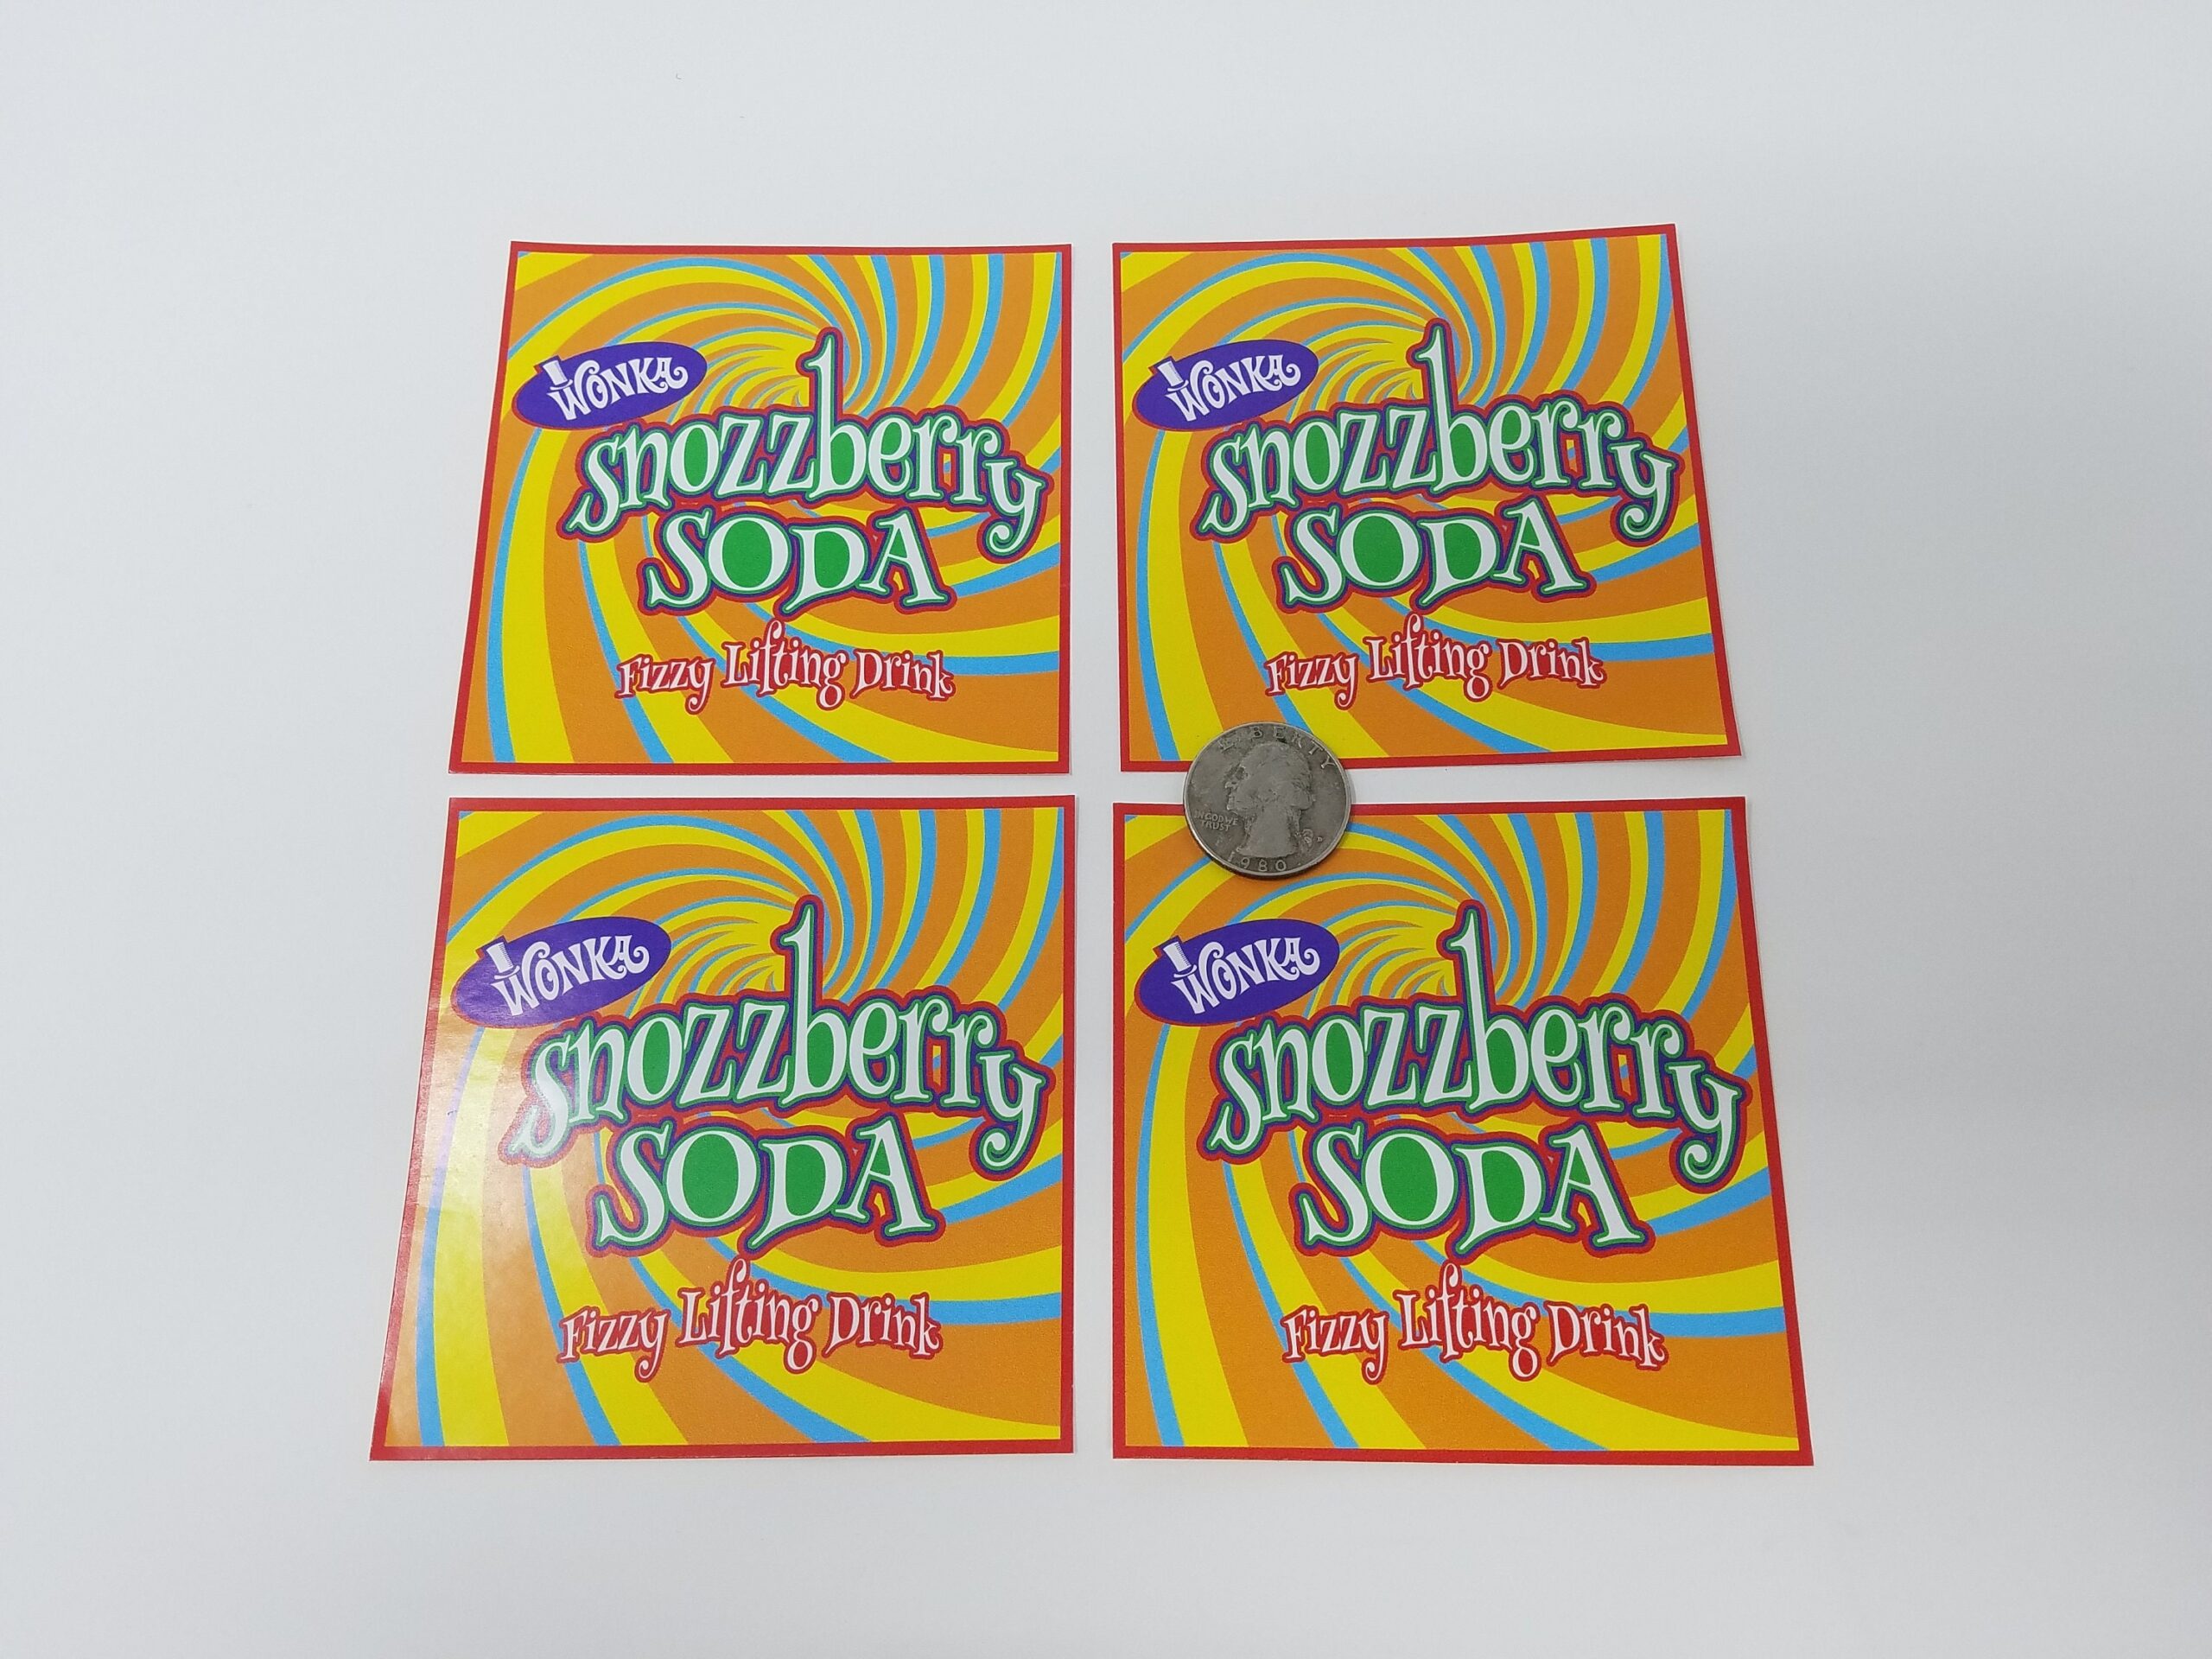 WONKA
snozzberry
SODA
Fizzy Lifting Drink
WONKA
snozzberry
SODA
Fizzy Lifting Drink
LIBERTY
IN GOD WE
TRUST
1980
WONKA
snozzberry
SODA
Fizzy Lifting Drink
WONKA
snozzberry
SODA
Fizzy Lifting Drink